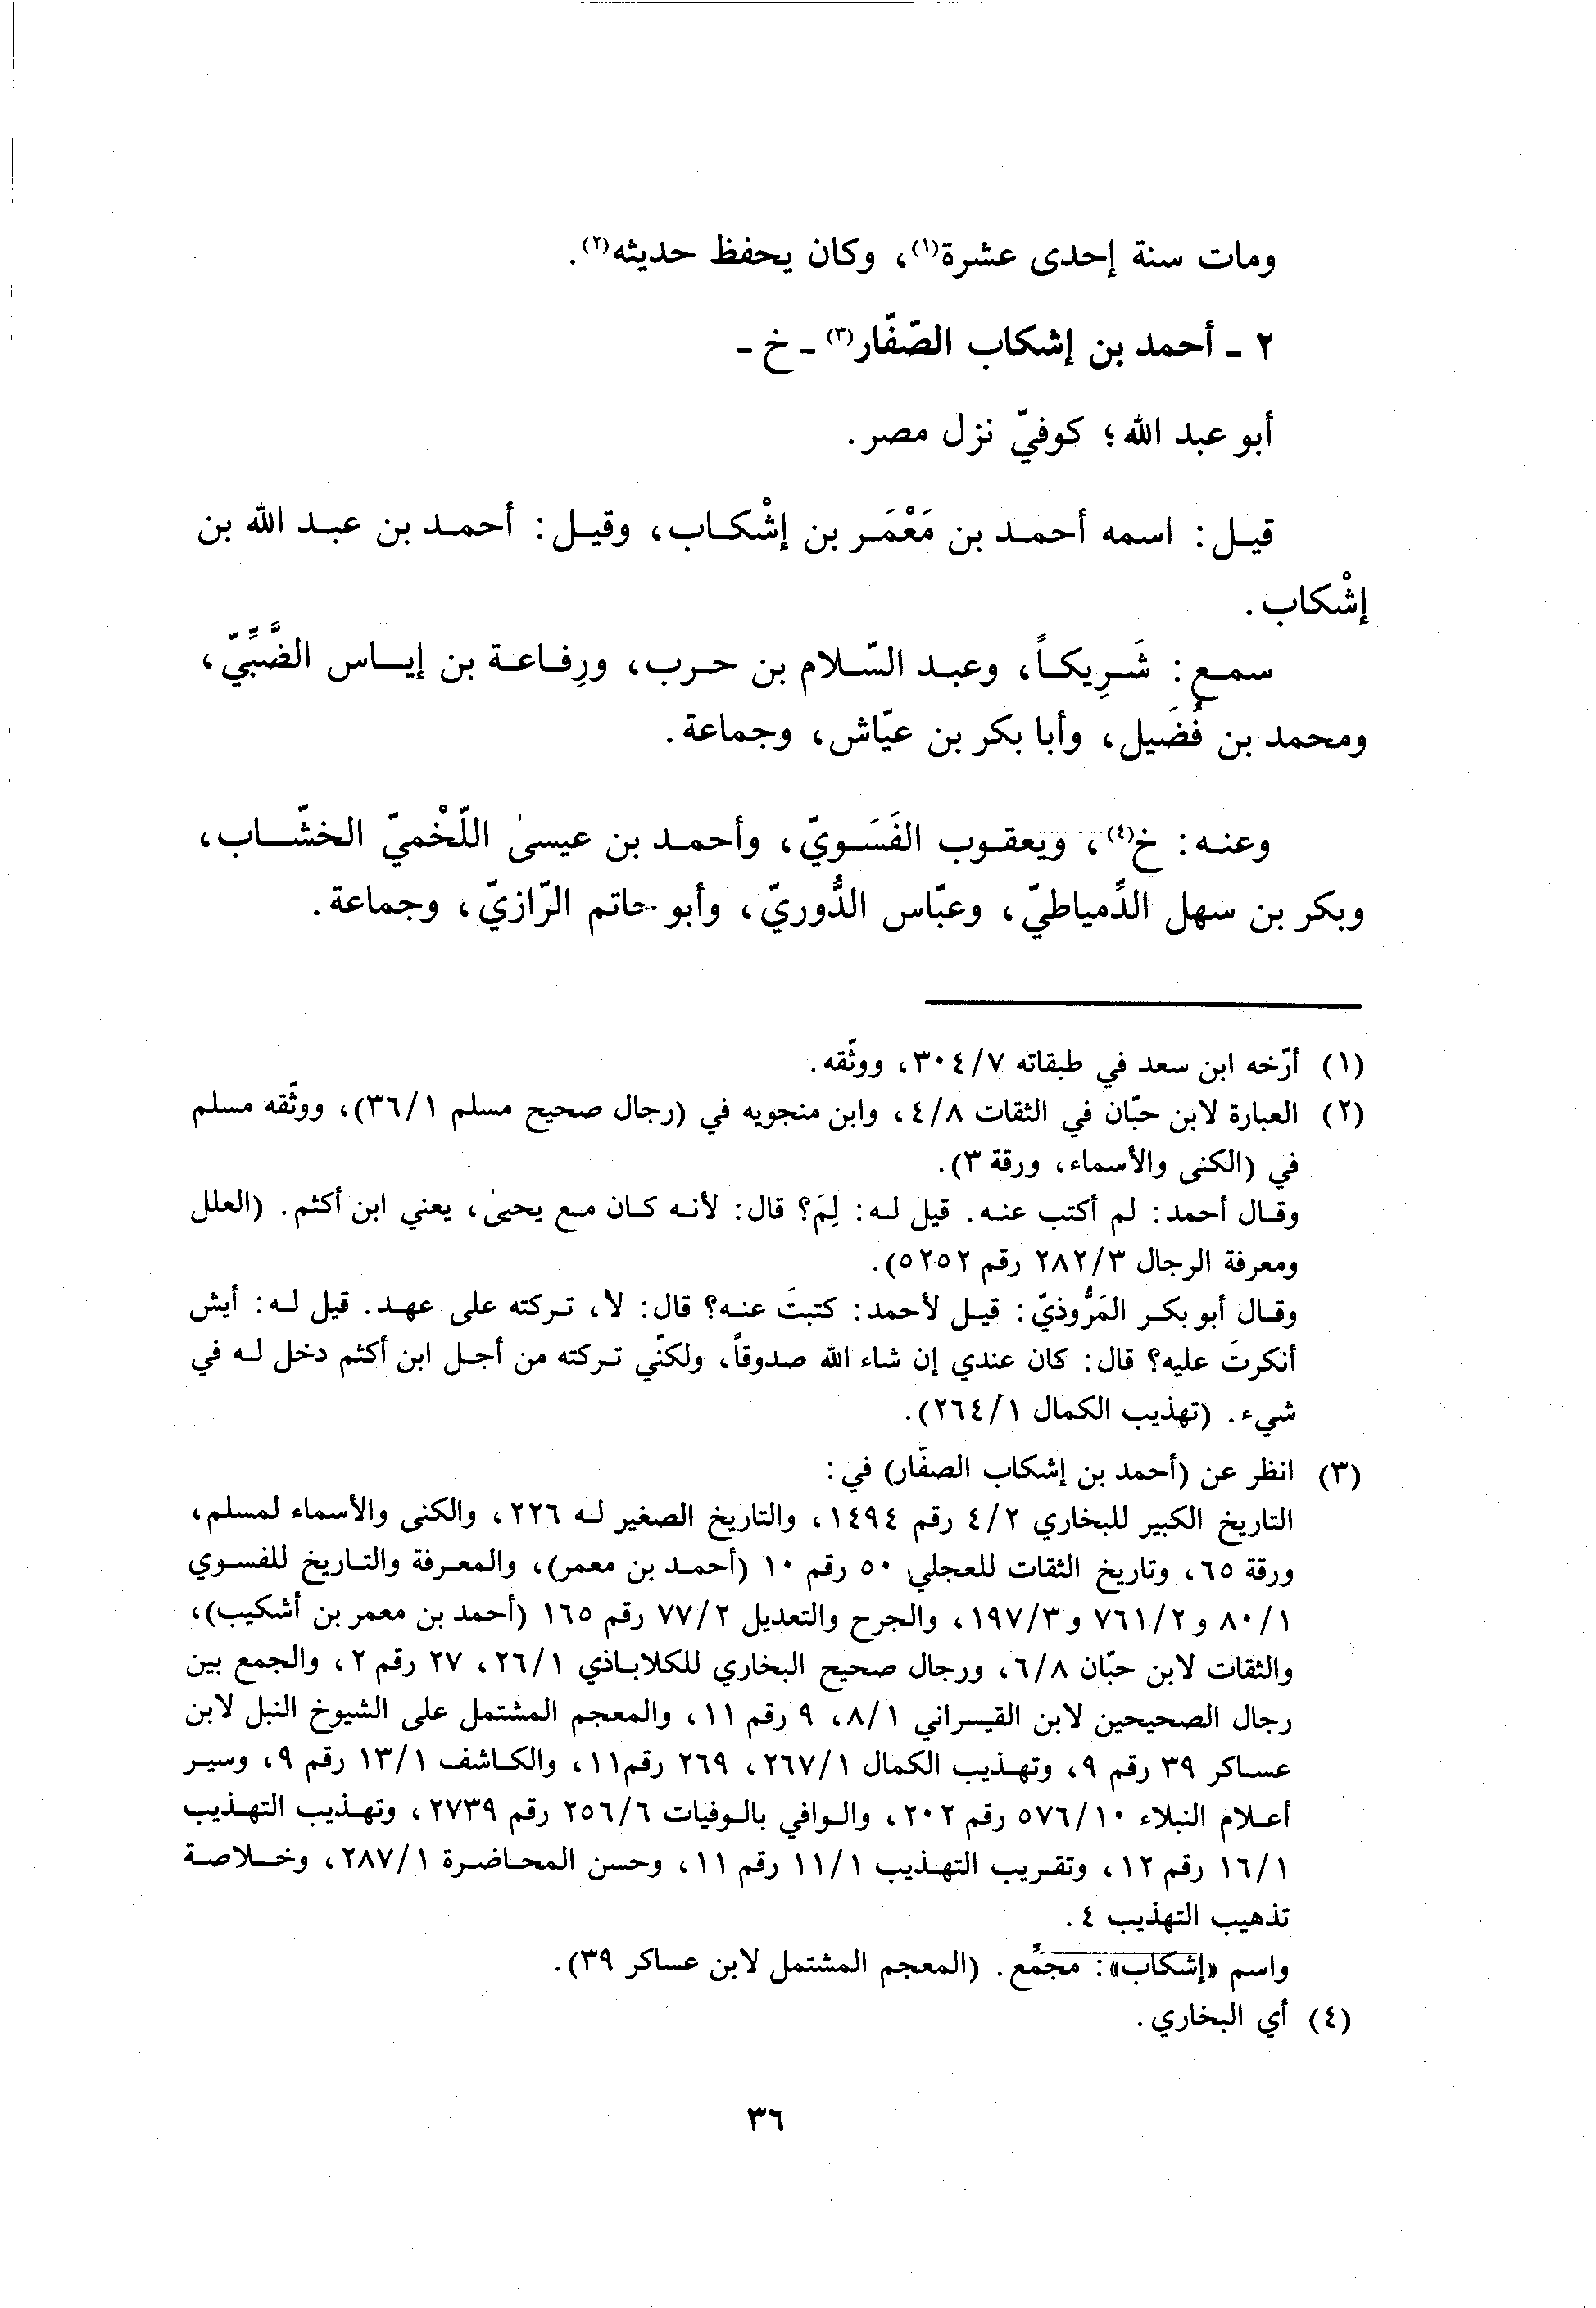 ومات سنة إحدى عشرة(١)، وكان يحفظ حديثه(٢).
٢ - أحمد بن إشكاب الصّفّار(٣) - خ -
أبو عبد الله؛ كوفيّ نزل مصر.
قيل: اسمه أحمد بن مَعْمَر بن إشْكاب، وقيل: أحمد بن عبد الله بن
إشْكاب.
سمع: شَرِيكاً، وعبد السّلام بن حرب، ورِفاعة بن إياس الضَّبِّيّ،
ومحمد بن فُضَيل، وأبا بكر بن عيّاش، وجماعة.
وعنه: خ(٤)، ويعقوب الفَسَويّ، وأحمد بن عيسىٰ اللّخْميّ الخشّاب،
وبكر بن سهل الدِّمياطيّ، وعبّاس الدُّوريّ، وأبو حاتم الرّازيّ، وجماعة.
(١) أرّخه ابن سعد في طبقاته ٣٠٤/٧، ووثّقه.
(٢) العبارة لابن حبّان في الثقات ٤/٨، وابن منجويه في (رجال صحيح مسلم ٣٦/١)، ووثّقه مسلم
في (الكنى والأسماء، ورقة ٣).
وقال أحمد: لم أكتب عنه. قيل له: لِمَ؟ قال: لأنه كان مع يحيىٰ، يعني ابن أكثم. (العلل
ومعرفة الرجال ٢٨٢/٣ رقم ٥٢٥٢).
وقال أبو بكر المَرُّوذيّ: قيل لأحمد: كتبتَ عنه؟ قال: لا، تركته على عهد. قيل له: أيش
أنكرتَ عليه؟ قال: كان عندي إن شاء الله صدوقاً، ولكنّي تركته من أجل ابن أكثم دخل له في
شيء. (تهذيب الكمال ٢٦٤/١).
(٣) انظر عن (أحمد بن إشكاب الصفّار) في:
التاريخ الكبير للبخاري ٤/٢ رقم ١٤٩٤، والتاريخ الصغير له ٢٢٦، والكنى والأسماء لمسلم،
ورقة ٦٥، وتاريخ الثقات للعجلي ٥٠ رقم ١٠ (أحمد بن معمر)، والمعرفة والتاريخ للفسوي
٨٠/١ و٧٦١/٢ و١٩٧/٣، والجرح والتعديل ٧٧/٢ رقم ١٦٥ (أحمد بن معمر بن أشكيب)،
والثقات لابن حبّان ٦/٨، ورجال صحيح البخاري للكلاباذي ٢٦/١، ٢٧ رقم ٢، والجمع بين
رجال الصحيحين لابن القيسراني ٨/١، ٩ رقم ١١، والمعجم المشتمل على الشيوخ النبل لابن
عساكر ٣٩ رقم ٩، وتهذيب الكمال ٢٦٧/١، ٢٦٩ رقم١١، والكاشف ١٣/١ رقم ٩، وسير
أعلام النبلاء ٥٧٦/١٠ رقم ٢٠٢، والوافي بالوفيات ٢٥٦/٦ رقم ٢٧٣٩، وتهذيب التهذيب
١٦/١ رقم ١٢، وتقريب التهذيب ١١/١ رقم ١١، وحسن المحاضرة ٢٨٧/١، وخلاصة
تذهيب التهذيب ٤.
واسم «إشكاب»: مجمِّع. (المعجم المشتمل لابن عساكر ٣٩).
(٤) أي البخاري.
٣٦